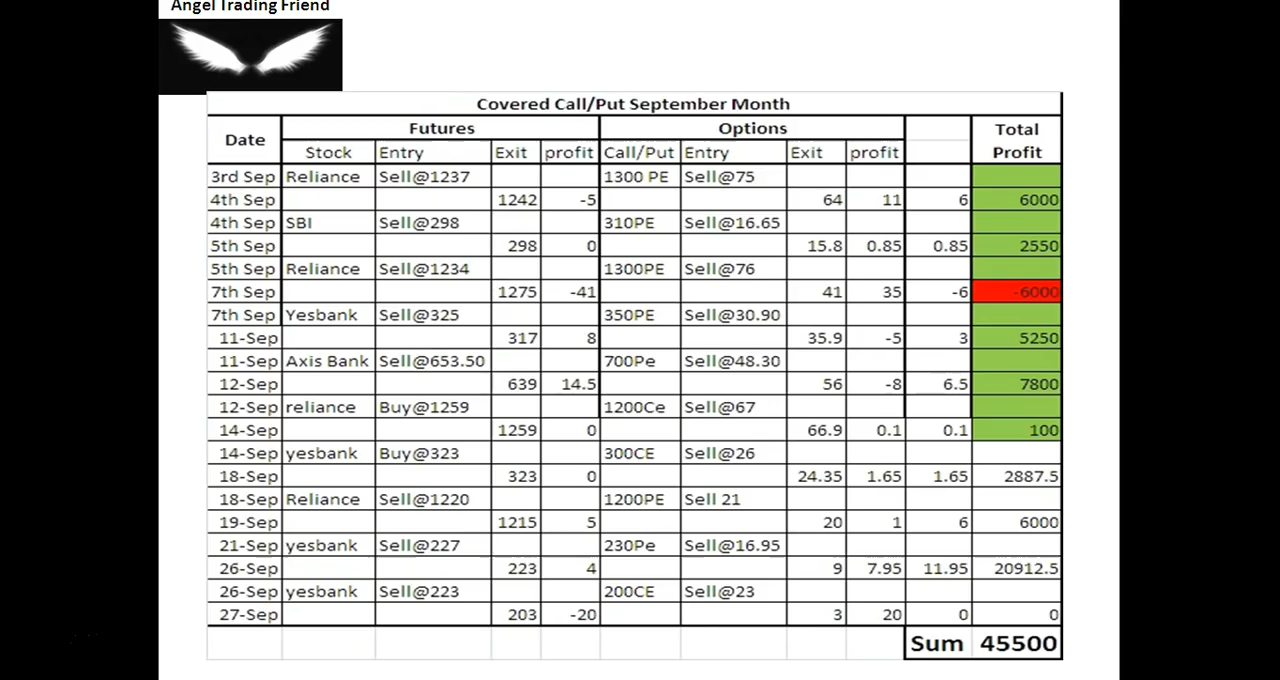 Angel Trading Friend
Covered Call/Put September Month
Date Futures Options Total Profit
Stock Entry Exit profit Call/Put Entry Exit profit
3rd Sep Reliance Sell@1237 1300 PE Sell@75
4th Sep 1242 -5 64 11 6 6000
4th Sep SBI Sell@298 310PE Sell@16.65
5th Sep 298 0 15.8 0.85 0.85 2550
5th Sep Reliance Sell@1234 1300PE Sell@76
7th Sep 1275 -41 41 35 -6 -6000
7th Sep Yesbank Sell@325 350PE Sell@30.90
11-Sep 317 8 35.9 -5 3 5250
11-Sep Axis Bank Sell@653.50 700Pe Sell@48.30
12-Sep 639 14.5 56 -8 6.5 7800
12-Sep reliance Buy@1259 1200Ce Sell@67
14-Sep 1259 0 66.9 0.1 0.1 100
14-Sep yesbank Buy@323 300CE Sell@26
18-Sep 323 0 24.35 1.65 1.65 2887.5
18-Sep Reliance Sell@1220 1200PE Sell 21
19-Sep 1215 5 20 1 6 6000
21-Sep yesbank Sell@227 230Pe Sell@16.95
26-Sep 223 4 9 7.95 11.95 20912.5
26-Sep yesbank Sell@223 200CE Sell@23
27-Sep 203 -20 3 20 0 0
Sum 45500